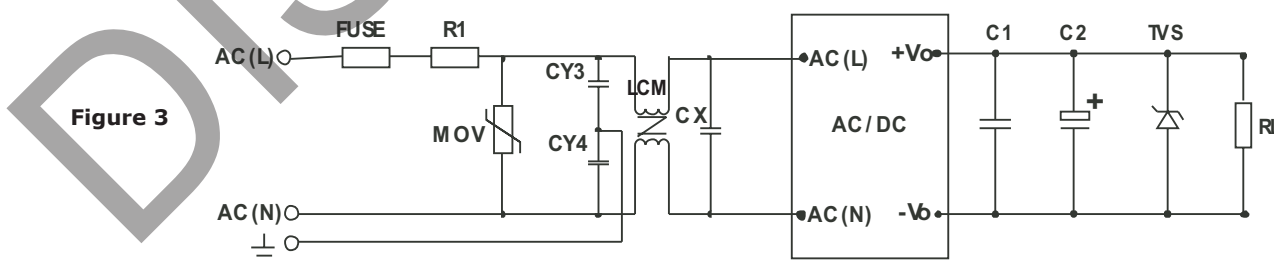 FUSE R1 C1 C2 TVS
AC(L) CY3 LCM CX AC(L) +Vo
+
Figure 3 MOV AC/DC
CY4
AC(N) AC(N) -Vo